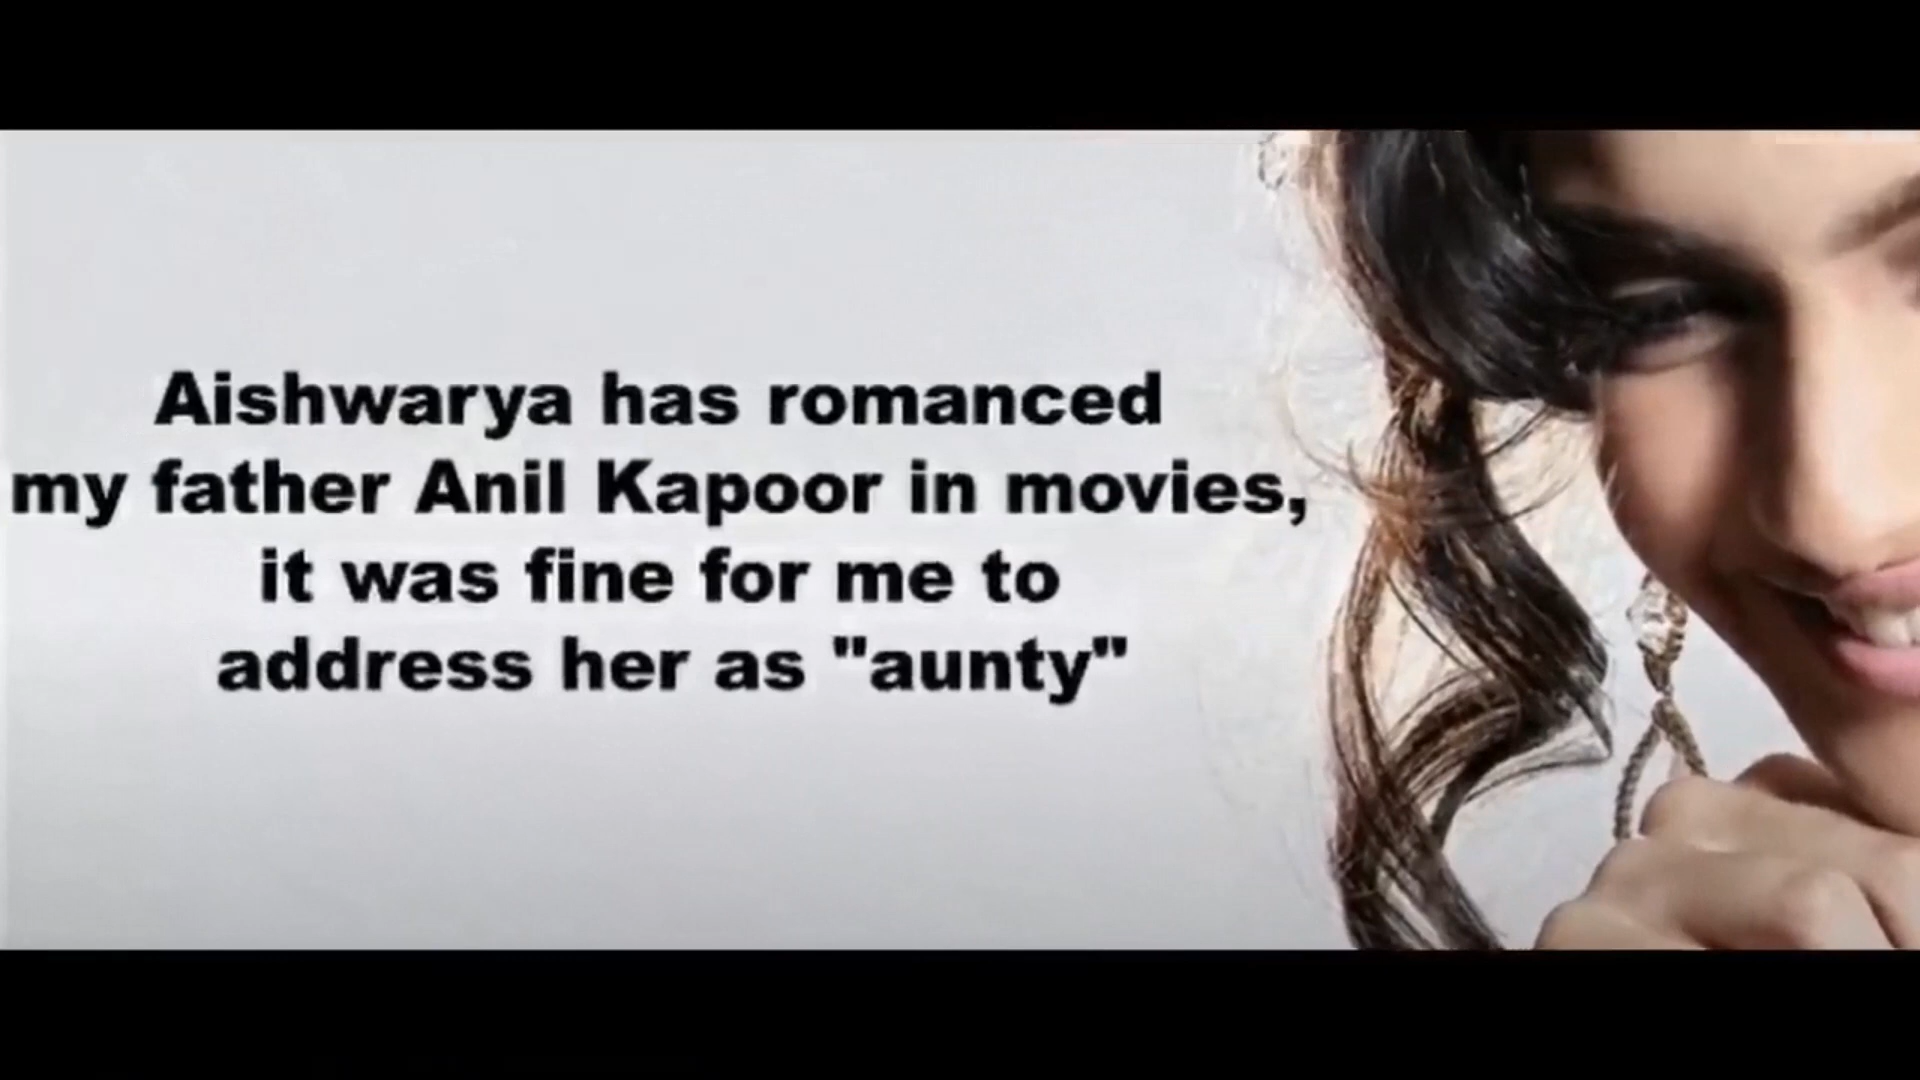 Aishwarya has romanced
my father Anil Kapoor in movies,
it was fine for me to
address her as "aunty"